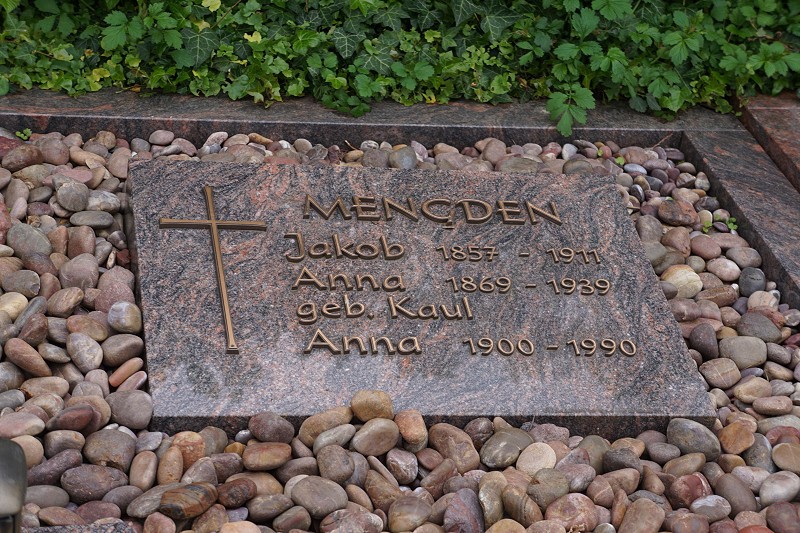 MENGDEN
Jakob 1857 - 1911
Anna 1869 - 1939
geb. Kaul
Anna 1900 - 1990